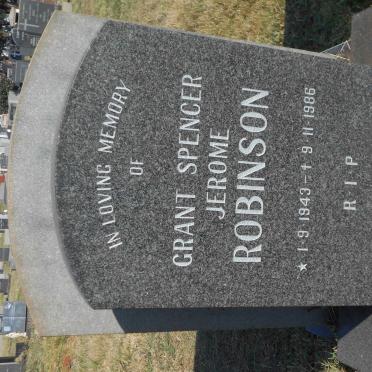 IN LOVING MEMORY
OF
GRANT SPENCER
JEROME
ROBINSON
★ 1·9·1943 - † 9·11·1986
R I P